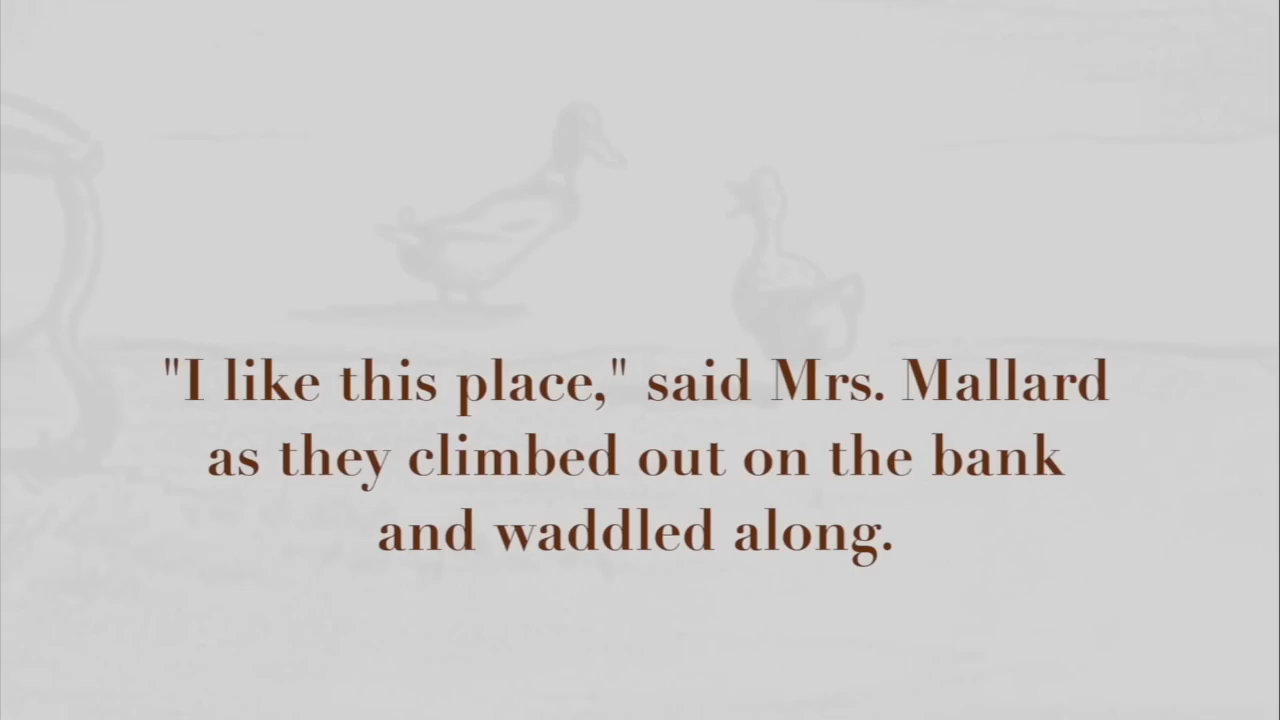 "I like this place," said Mrs. Mallard
as they climbed out on the bank
and waddled along.